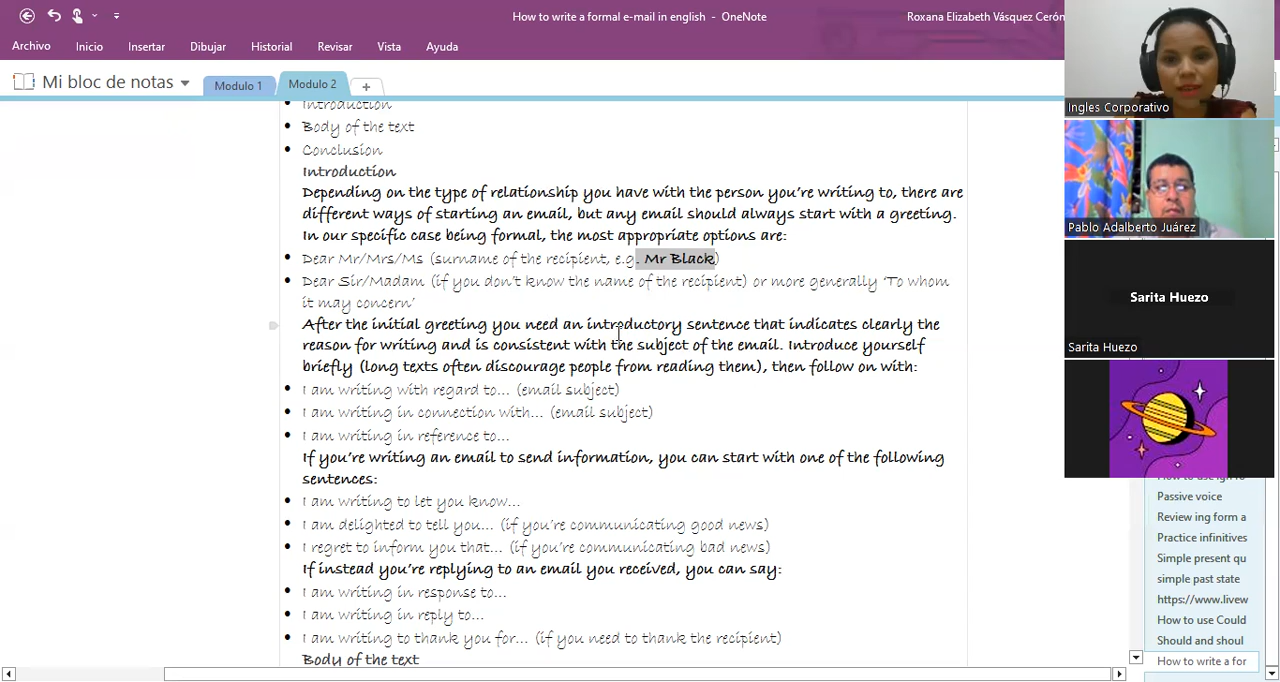 How to write a formal e-mail in english - OneNote
Roxana Elizabeth Vásquez Cerón
Archivo Inicio Insertar Dibujar Historial Revisar Vista Ayuda
Mi bloc de notas Modulo 1 Modulo 2 +
Introduction
Body of the text
Conclusion
Introduction
Depending on the type of relationship you have with the person you're writing to, there are
different ways of starting an email, but any email should always start with a greeting.
In our specific case being formal, the most appropriate options are:
Dear Mr/Mrs/Ms (surname of the recipient, e.g. Mr Black)
Dear Sir/Madam (if you don't know the name of the recipient) or more generally 'To whom
it may concern'
After the initial greeting you need an introductory sentence that indicates clearly the
reason for writing and is consistent with the subject of the email. Introduce yourself
briefly (long texts often discourage people from reading them), then follow on with:
I am writing with regard to... (email subject)
I am writing in connection with... (email subject)
I am writing in reference to...
If you're writing an email to send information, you can start with one of the following
sentences:
I am writing to let you know...
I am delighted to tell you... (if you're communicating good news)
I regret to inform you that... (if you're communicating bad news)
If instead you're replying to an email you received, you can say:
I am writing in response to...
I am writing in reply to...
I am writing to thank you for... (if you need to thank the recipient)
Body of the text
Ingles Corporativo
Pablo Adalberto Juárez
Sarita Huezo
Sarita Huezo
Passive voice
Review ing form a
Practice infinitives
Simple present qu
simple past state
https://www.livew
How to use Could
Should and shoul
How to write a for